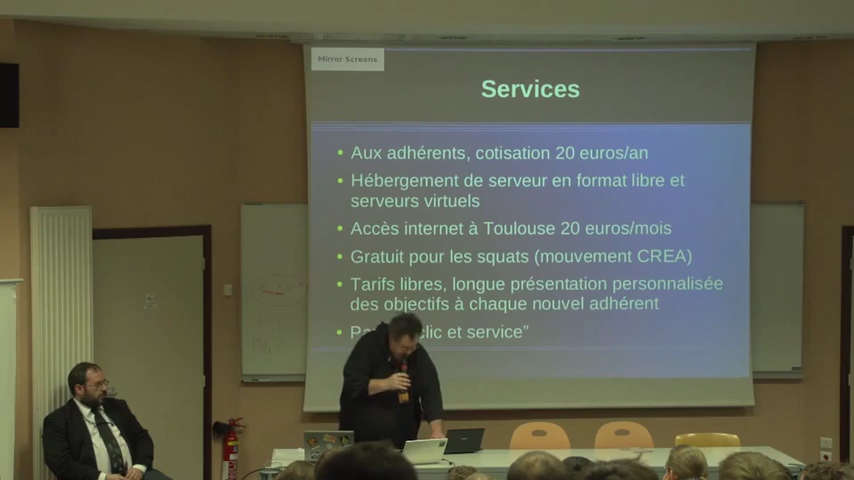 Mirror Screens
Services
Aux adhérents, cotisation 20 euros/an
Hébergement de serveur en format libre et
serveurs virtuels
Accès internet à Toulouse 20 euros/mois
Gratuit pour les squats (mouvement CREA)
Tarifs libres, longue présentation personnalisée
des objectifs à chaque nouvel adhérent
clic et service”